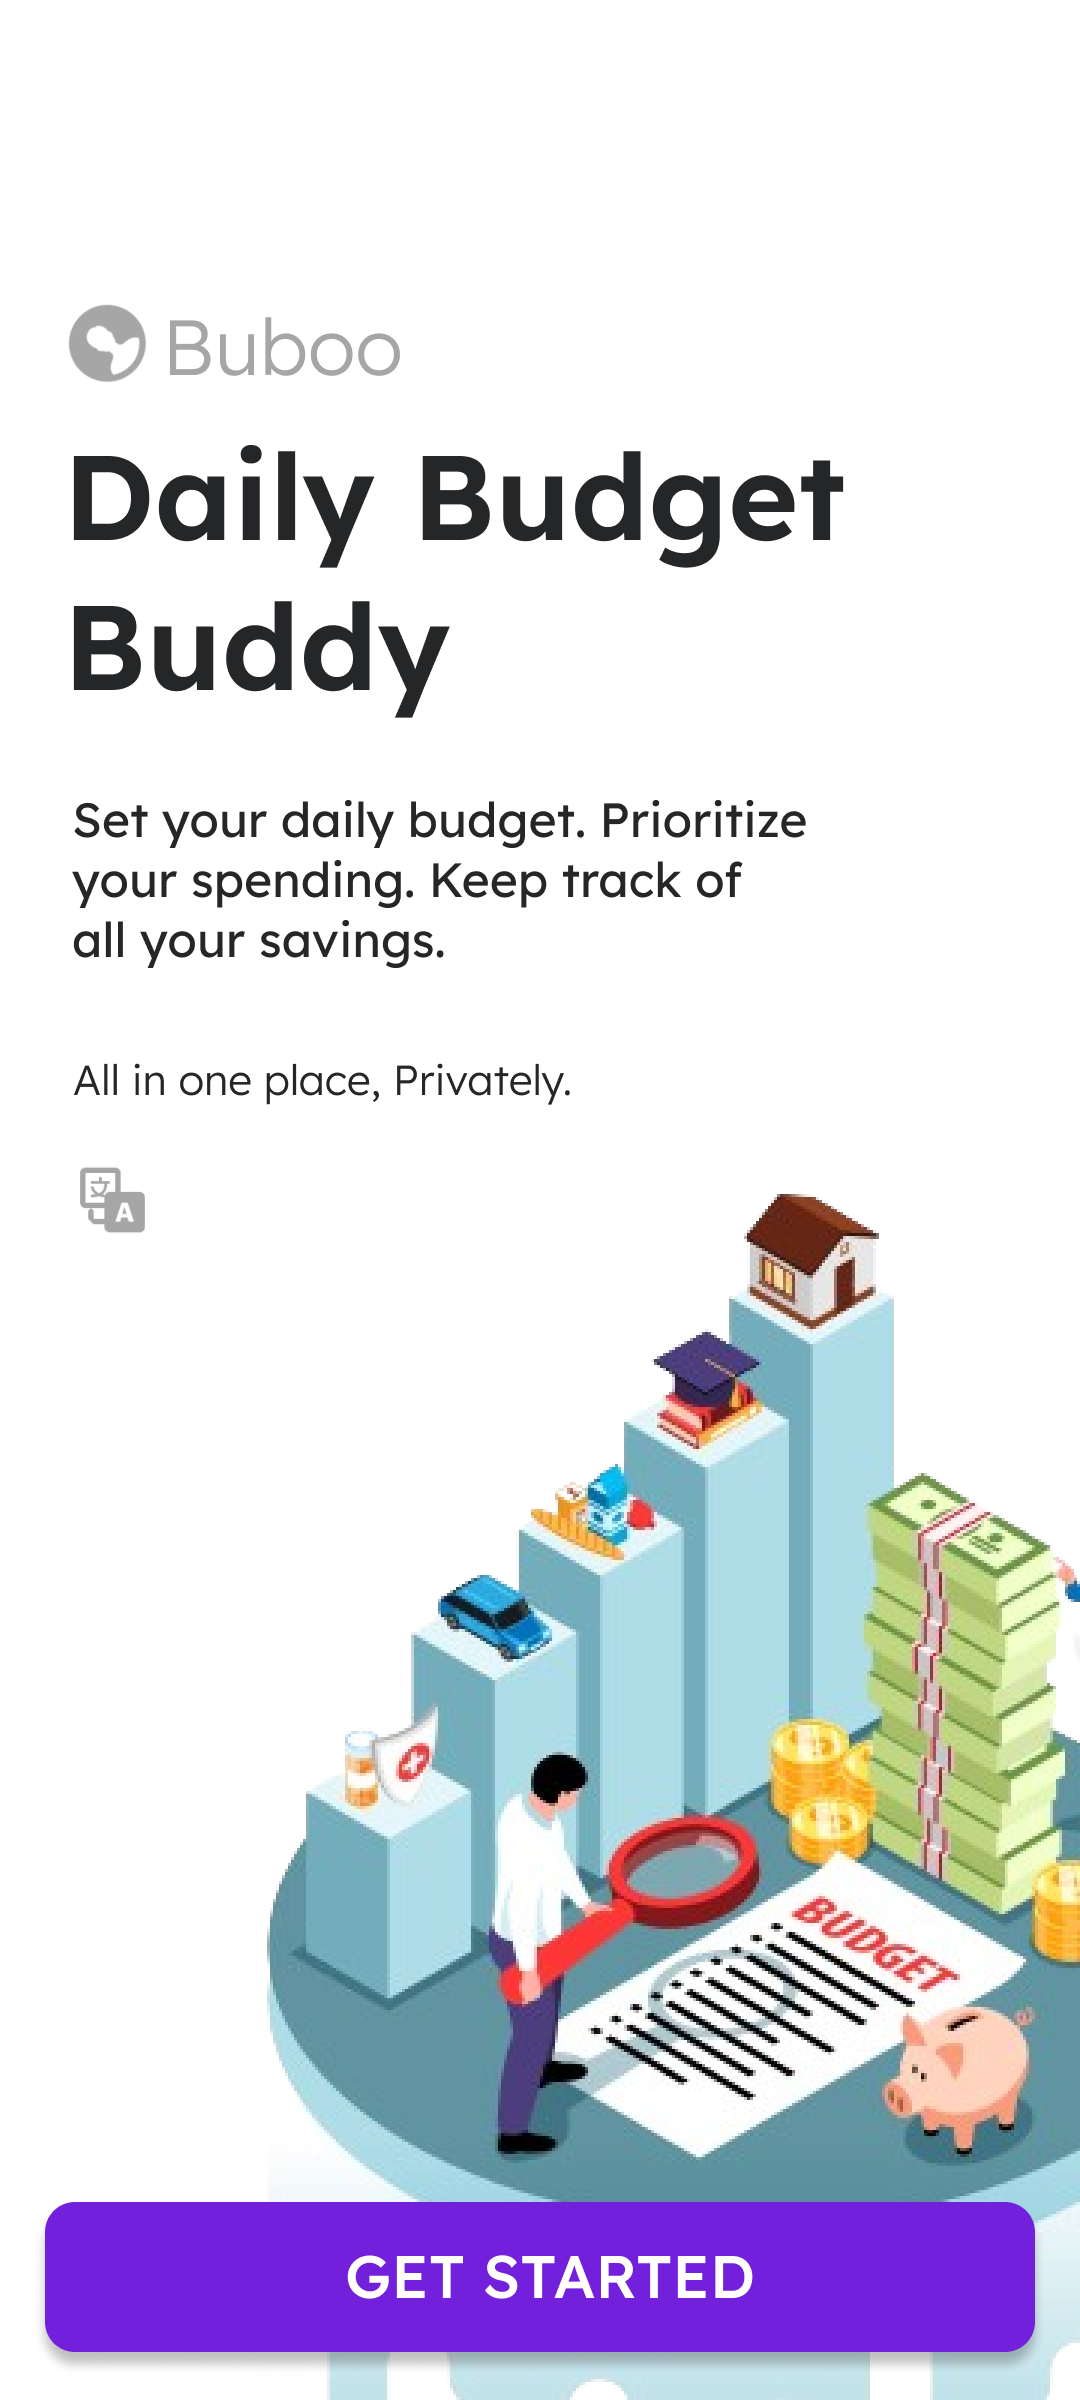 Buboo
Daily Budget
Buddy
Set your daily budget. Prioritize
your spending. Keep track of
all your savings.
All in one place, Privately.
文
A
BUDGET
GET STARTED